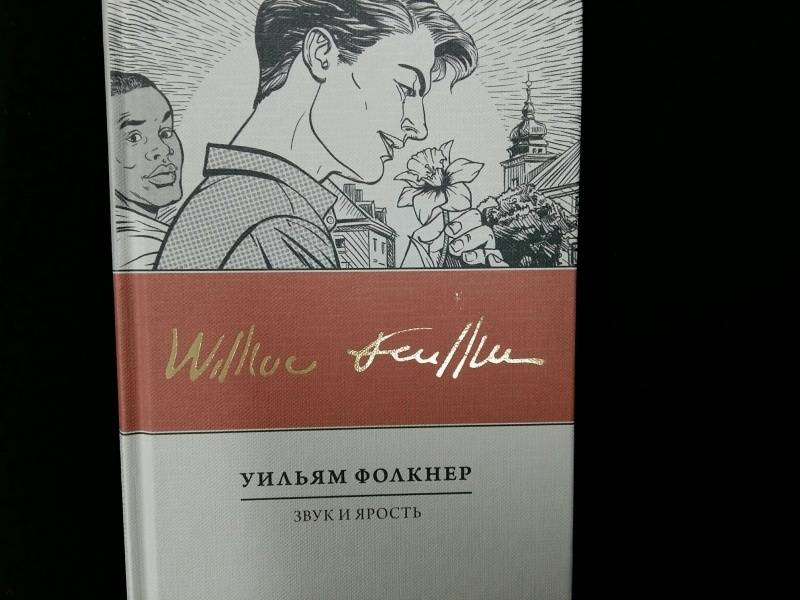 William Faulkner
УИЛЬЯМ ФОЛКНЕР
ЗВУК И ЯРОСТЬ